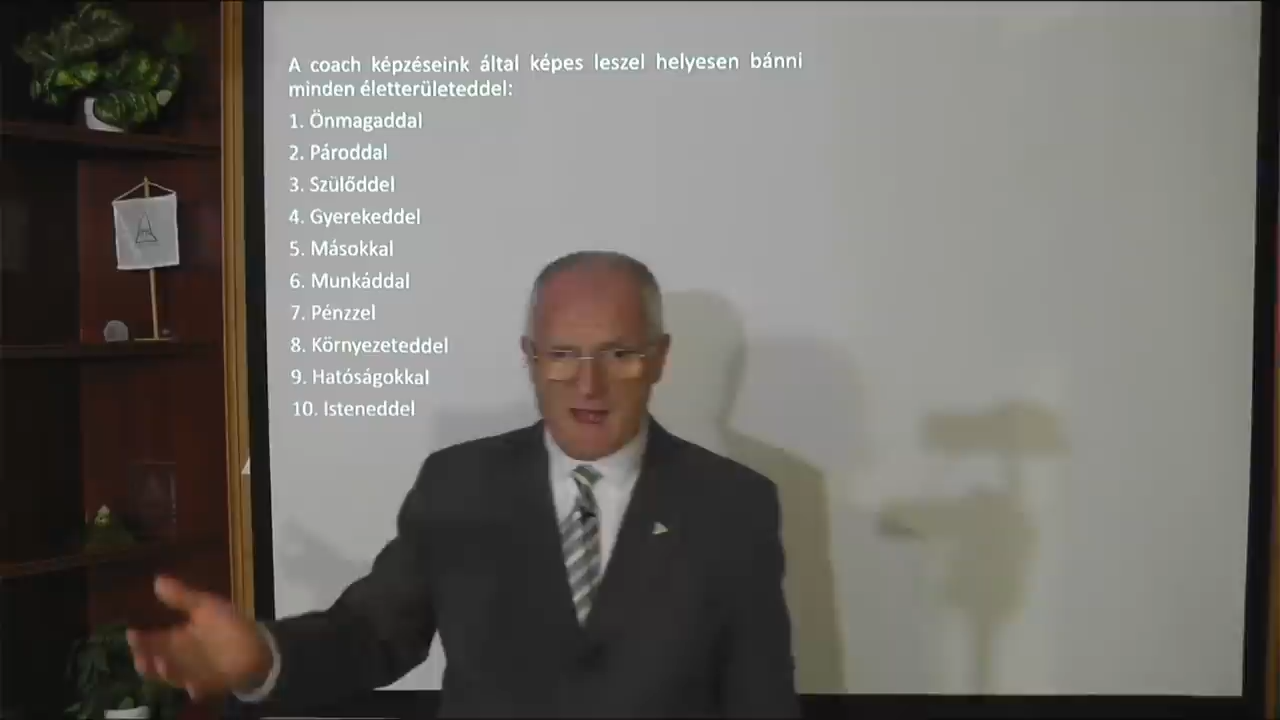 A coach képzéseink által képes leszel helyesen bánni
minden életterületeddel:
1. Önmagaddal
2. Pároddal
3. Szülőddel
4. Gyerekeddel
5. Másokkal
6. Munkáddal
7. Pénzzel
8. Környezeteddel
9. Hatóságokkal
10. Isteneddel